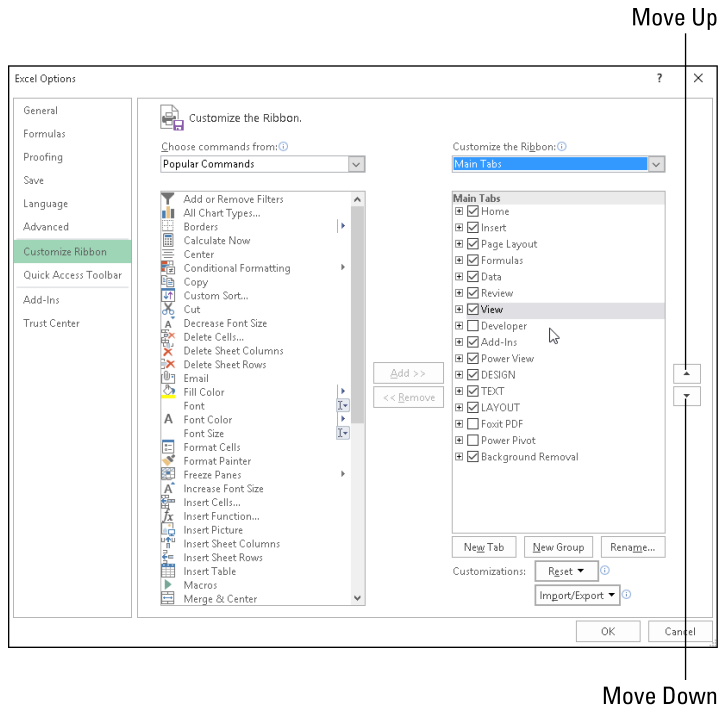 Move Up
Excel Options
?
General
Formulas
Proofing
Save
Language
Advanced
Customize Ribbon
Quick Access Toolbar
Add-Ins
Trust Center
Customize the Ribbon.
Choose commands from:
Popular Commands
Add or Remove Filters
All Chart Types...
Borders
Calculate Now
Center
Conditional Formatting
Copy
Custom Sort...
Cut
Decrease Font Size
Delete Cells...
Delete Sheet Columns
Delete Sheet Rows
Email
Fill Color
Font
Font Color
Font Size
Format Cells
Format Painter
Freeze Panes
Increase Font Size
Insert Cells...
Insert Function...
Insert Picture
Insert Sheet Columns
Insert Sheet Rows
Insert Table
Macros
Merge & Center
Add >>
<< Remove
Customize the Ribbon:
Main Tabs
Main Tabs
Home
Insert
Page Layout
Formulas
Data
Review
View
Developer
Add-Ins
Power View
DESIGN
TEXT
LAYOUT
Foxit PDF
Power Pivot
Background Removal
New Tab
New Group
Rename...
Customizations:
Reset
Import/Export
OK
Cancel
Move Down